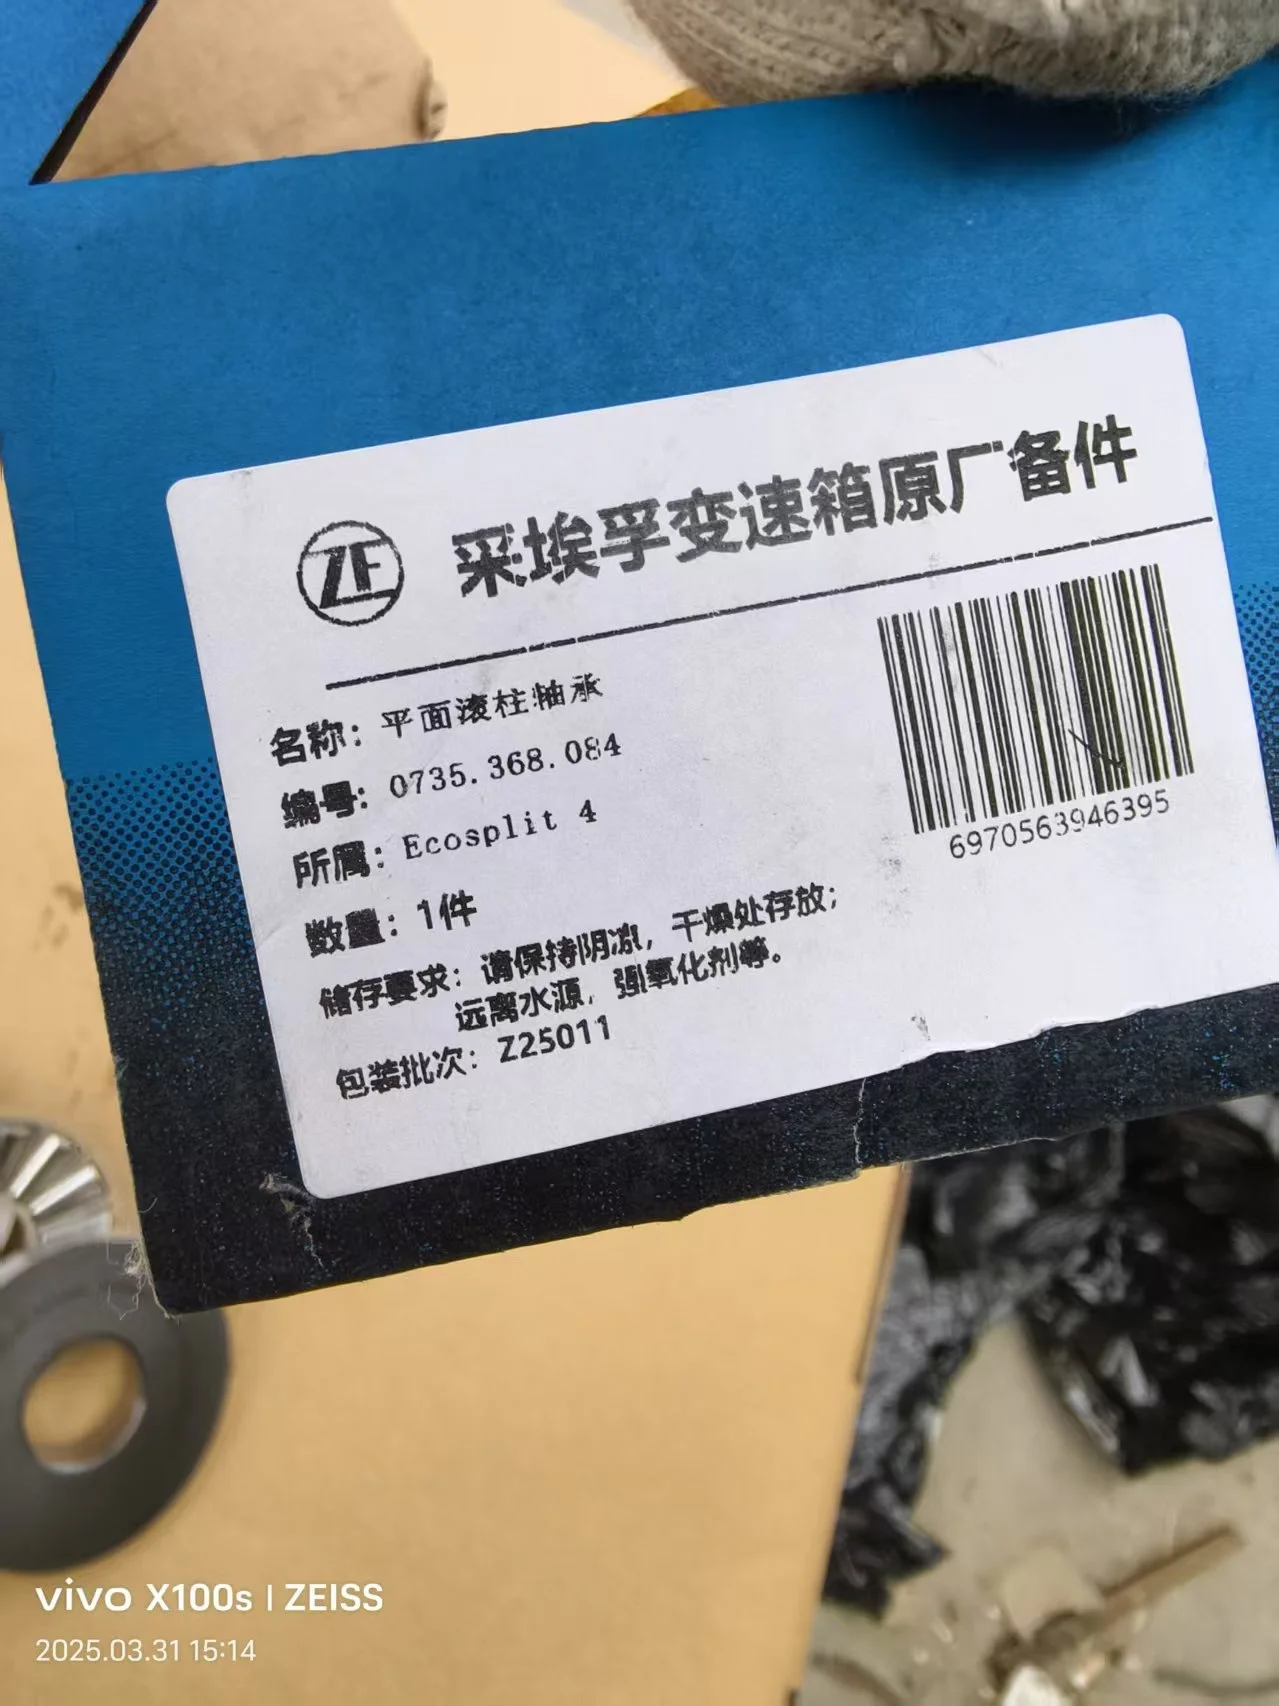 ZF 采埃孚变速箱原厂备件
名称：平面滚柱轴承
编号：0735.368.084
所属：Ecosplit 4
数量：1件
储存要求：请保持阴凉，干燥处存放；
远离水源，强氧化剂等。
包装批次：Z25011
6970563946395
vivo X100s | ZEISS
2025.03.31 15:14